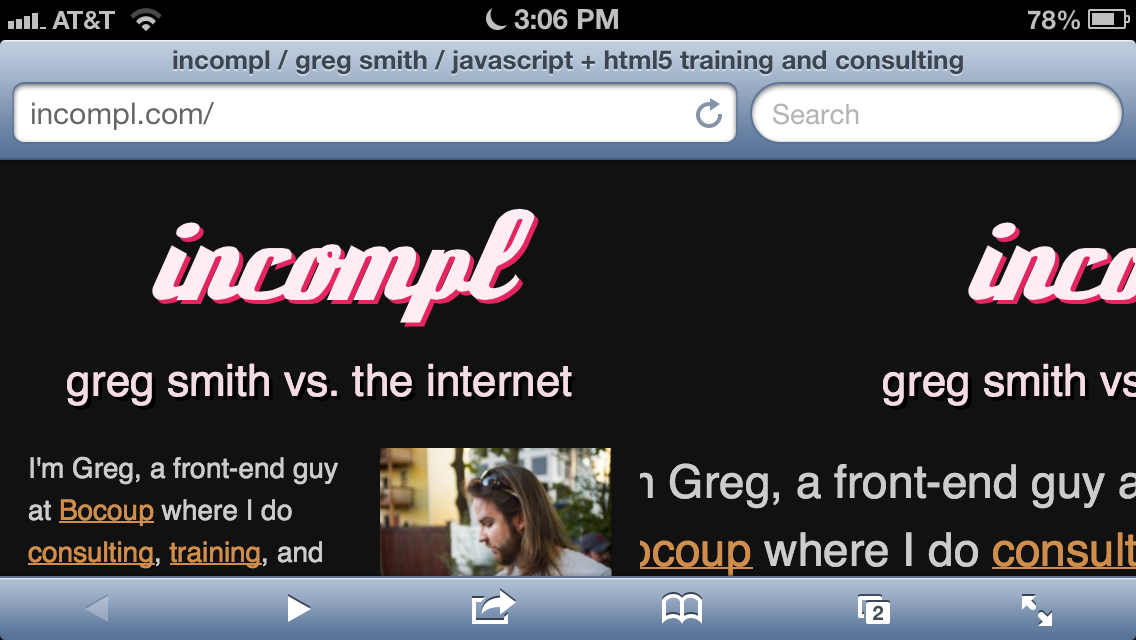 AT&T 3:06 PM 78%
incompl / greg smith / javascript + html5 training and consulting
incompl.com/ Search
incompl
greg smith vs. the internet
I'm Greg, a front-end guy
at Bocoup where I do
consulting, training, and
inco
greg smith vs
Greg, a front-end guy a
ocoup where I do consult
2